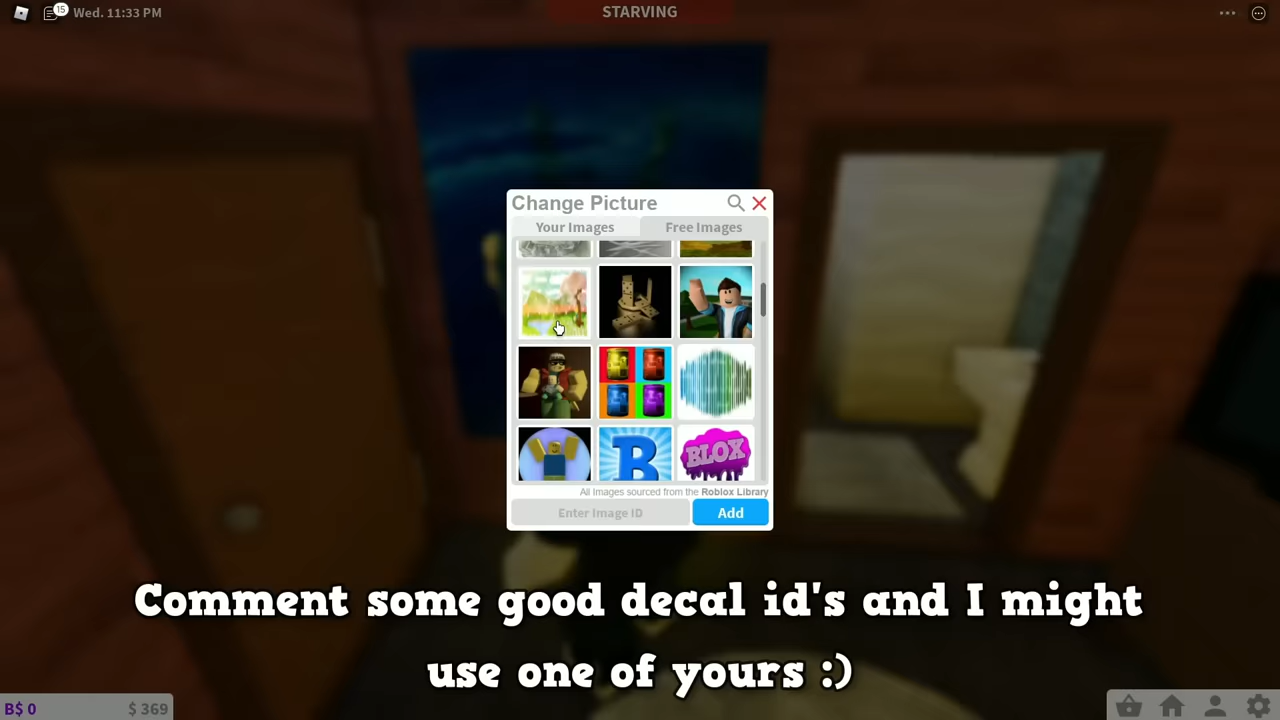 15
Wed. 11:33 PM
STARVING
Change Picture
Your Images
Free Images
B
BLOX
All Images sourced from the Roblox Library
Enter Image ID
Add
Comment some good decal id's and I might
use one of yours :)
B$ 0
$ 369